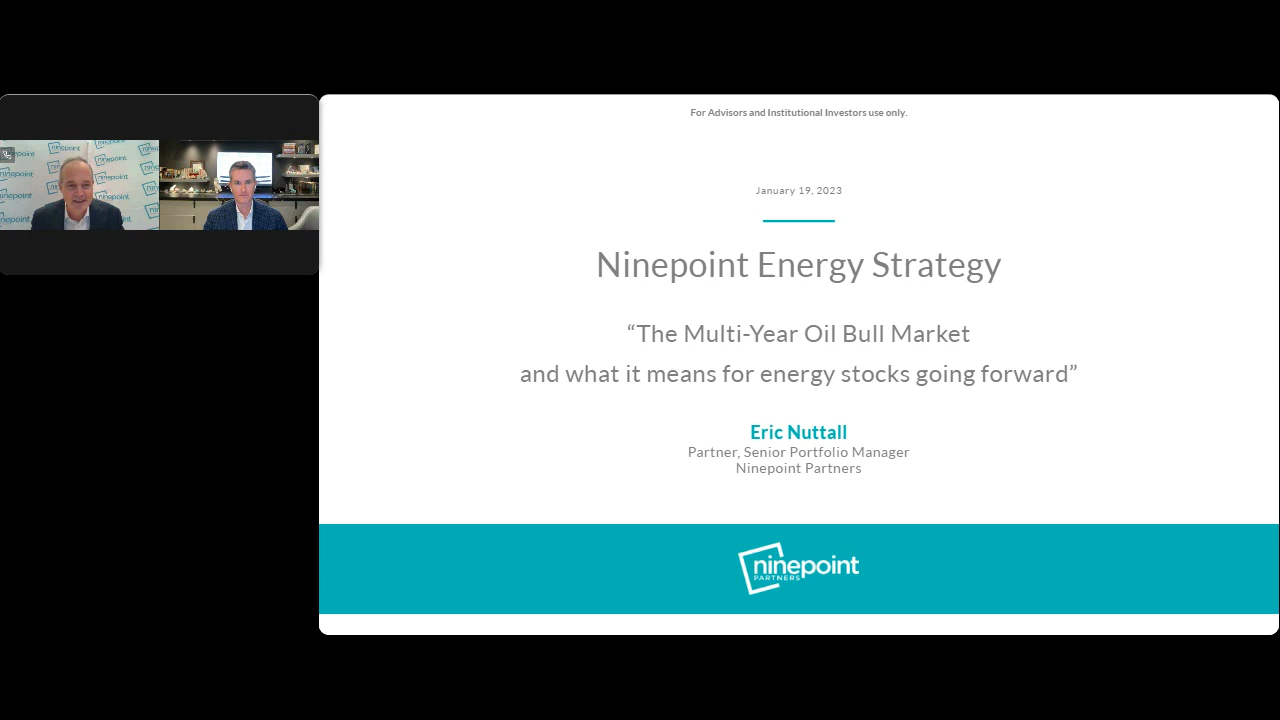 For Advisors and Institutional Investors use only.
January 19, 2023
Ninepoint Energy Strategy
“The Multi-Year Oil Bull Market
and what it means for energy stocks going forward”
Eric Nuttall
Partner, Senior Portfolio Manager
Ninepoint Partners
ninepoint
PARTNERS